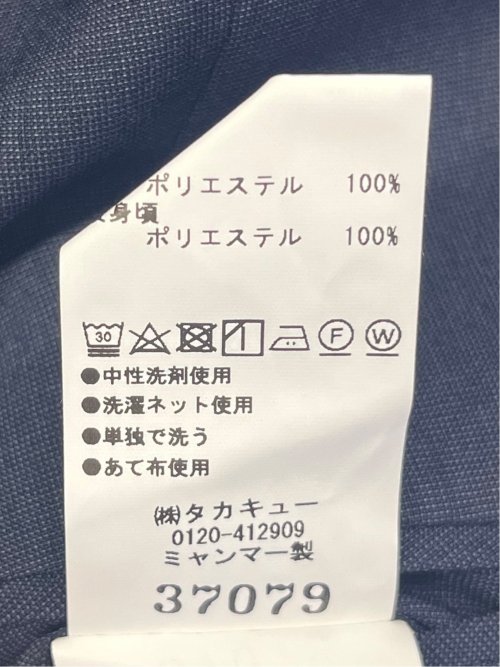 ポリエステル 100%
身頃
ポリエステル 100%
30 F W
●中性洗剤使用
●洗濯ネット使用
●単独で洗う
●あて布使用
㈱タカキュー
0120-412909
ミャンマー製
37079